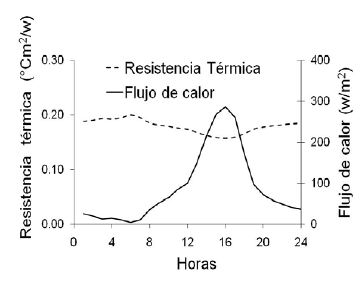 Resistencia térmica (°Cm²/w)
0.30
0.20
0.10
0.00
Resistencia Térmica
Flujo de calor
400
300
200
100
0
Flujo de calor (w/m²)
0 4 8 12 16 20 24
Horas